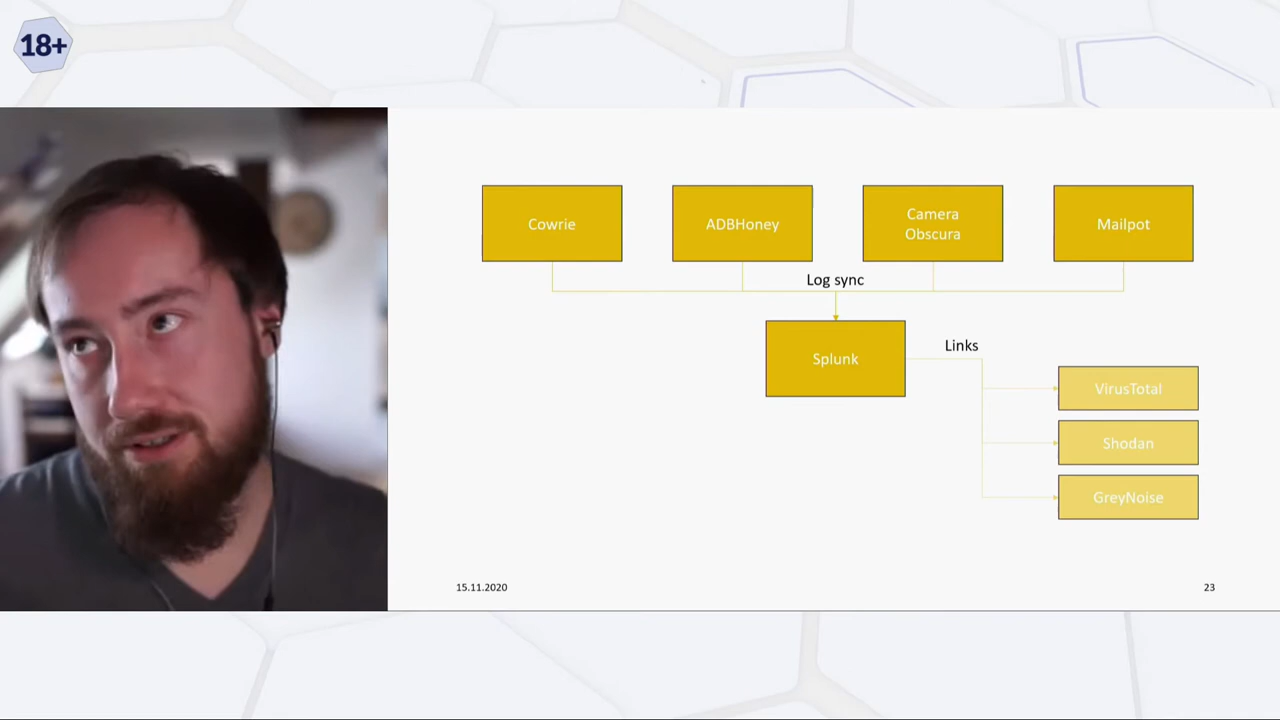 18+
Cowrie
ADBHoney
Camera
Obscura
Mailpot
Log sync
Splunk
Links
VirusTotal
Shodan
GreyNoise
15.11.2020
23